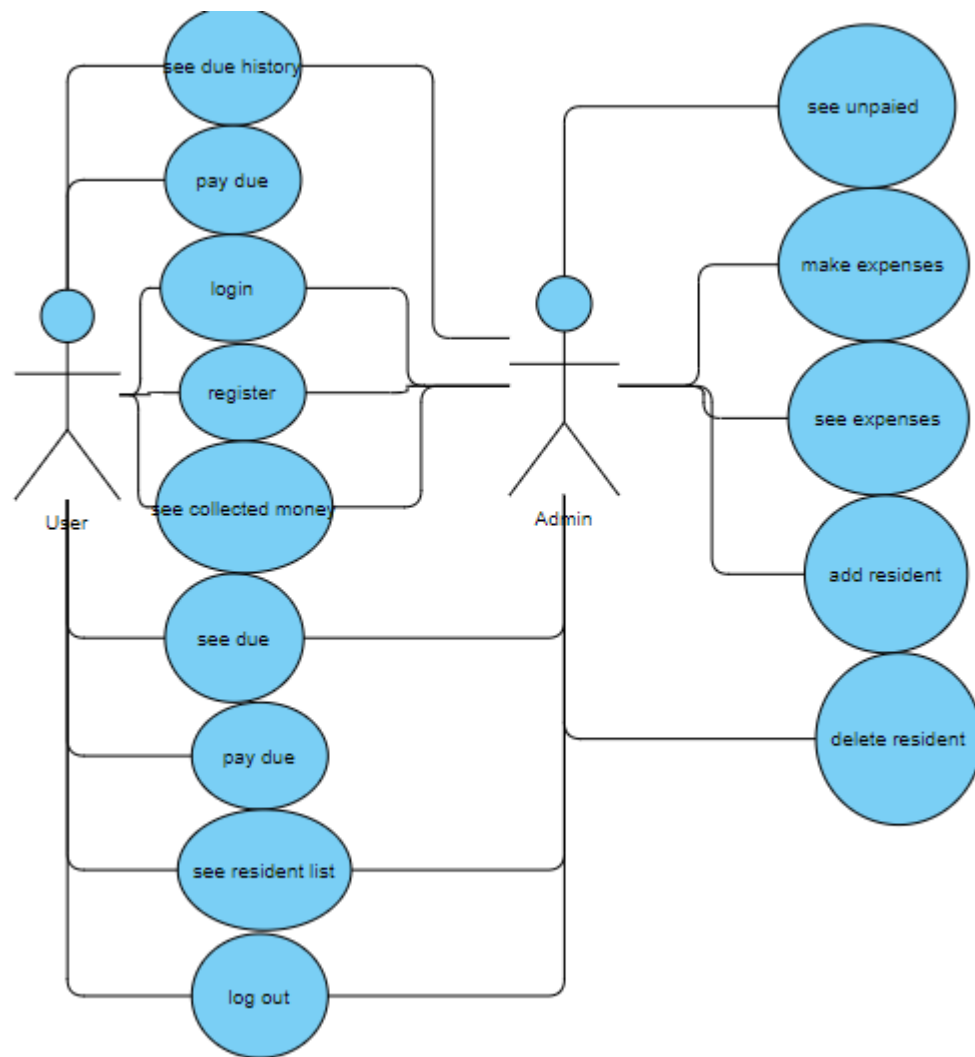 see due history
pay due
login
register
see collected money
User
see due
pay due
see resident list
log out
Admin
see unpaied
make expenses
see expenses
add resident
delete resident